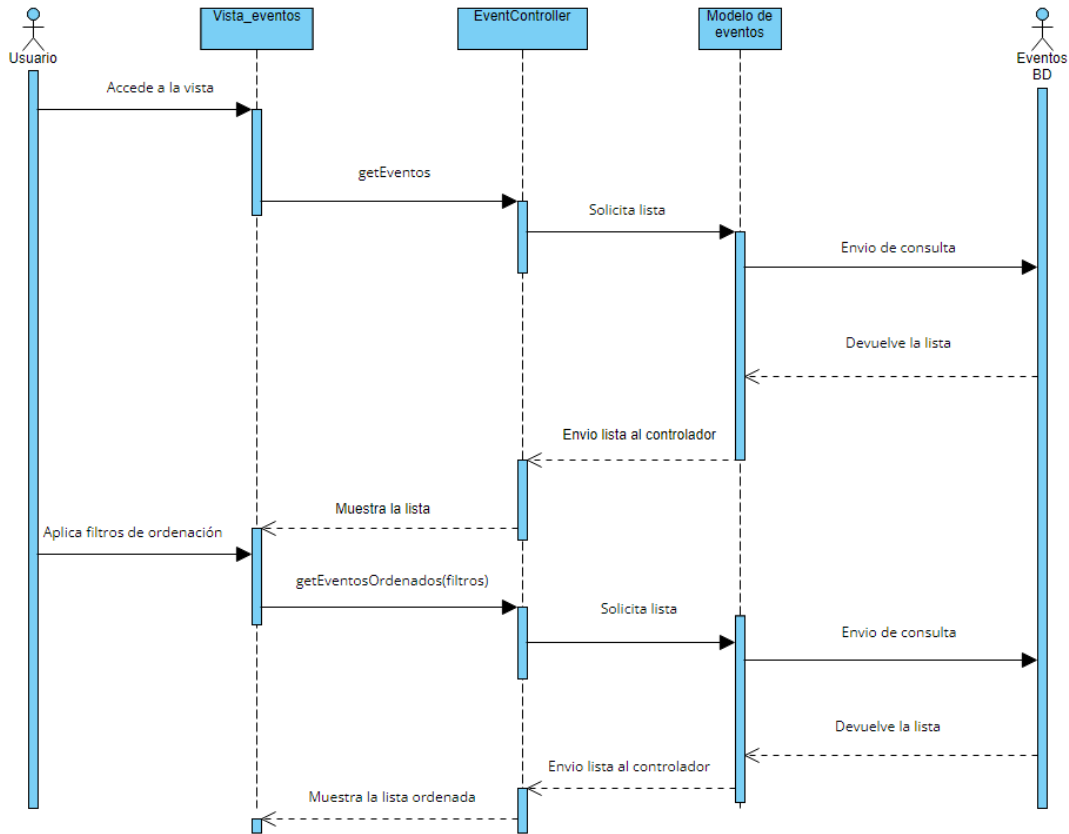 Usuario
Vista_eventos
EventController
Modelo de
eventos
Eventos
BD
Accede a la vista
getEventos
Solicita lista
Envio de consulta
Devuelve la lista
Envio lista al controlador
Muestra la lista
Aplica filtros de ordenación
getEventosOrdenados(filtros)
Solicita lista
Envio de consulta
Devuelve la lista
Envio lista al controlador
Muestra la lista ordenada